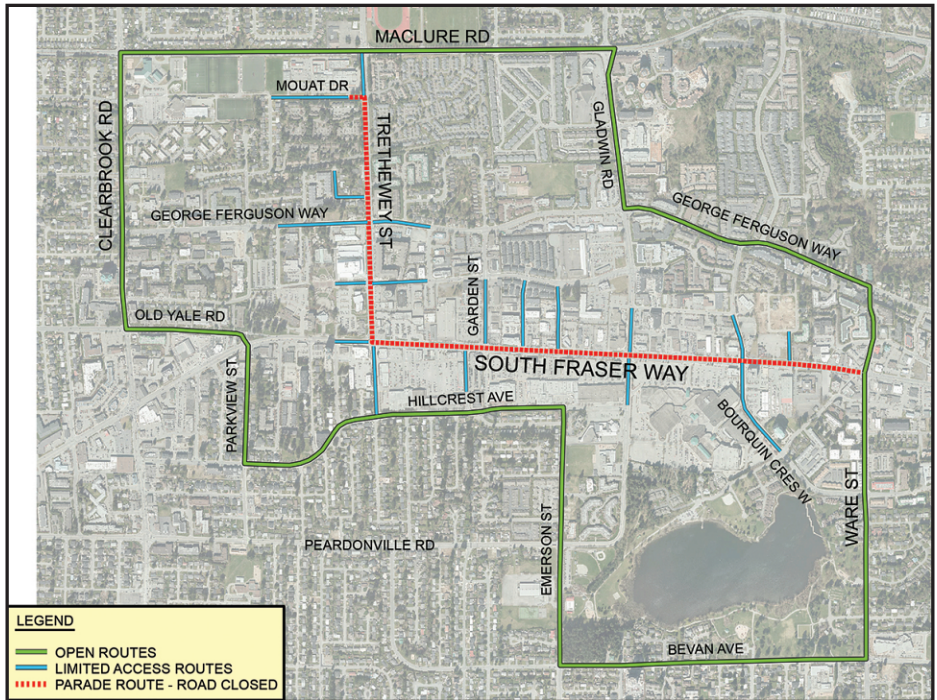 MACLURE RD
MOUAT DR
CLEARBROOK RD
TRETHEWEY ST
GLADWIN RD
GEORGE FERGUSON WAY
GEORGE FERGUSON WAY
OLD YALE RD
GARDEN ST
SOUTH FRASER WAY
PARKVIEW ST
HILLCREST AVE
BOURQUIN CRES W
WARE ST
EMERSON ST
PEARDONVILLE RD
BEVAN AVE
LEGEND
OPEN ROUTES
LIMITED ACCESS ROUTES
PARADE ROUTE - ROAD CLOSED